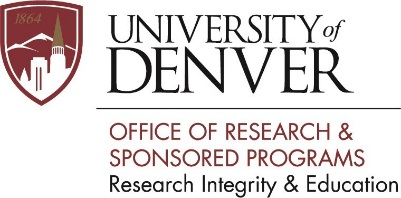 1864
UNIVERSITY of
DENVER
OFFICE OF RESEARCH &
SPONSORED PROGRAMS
Research Integrity & Education